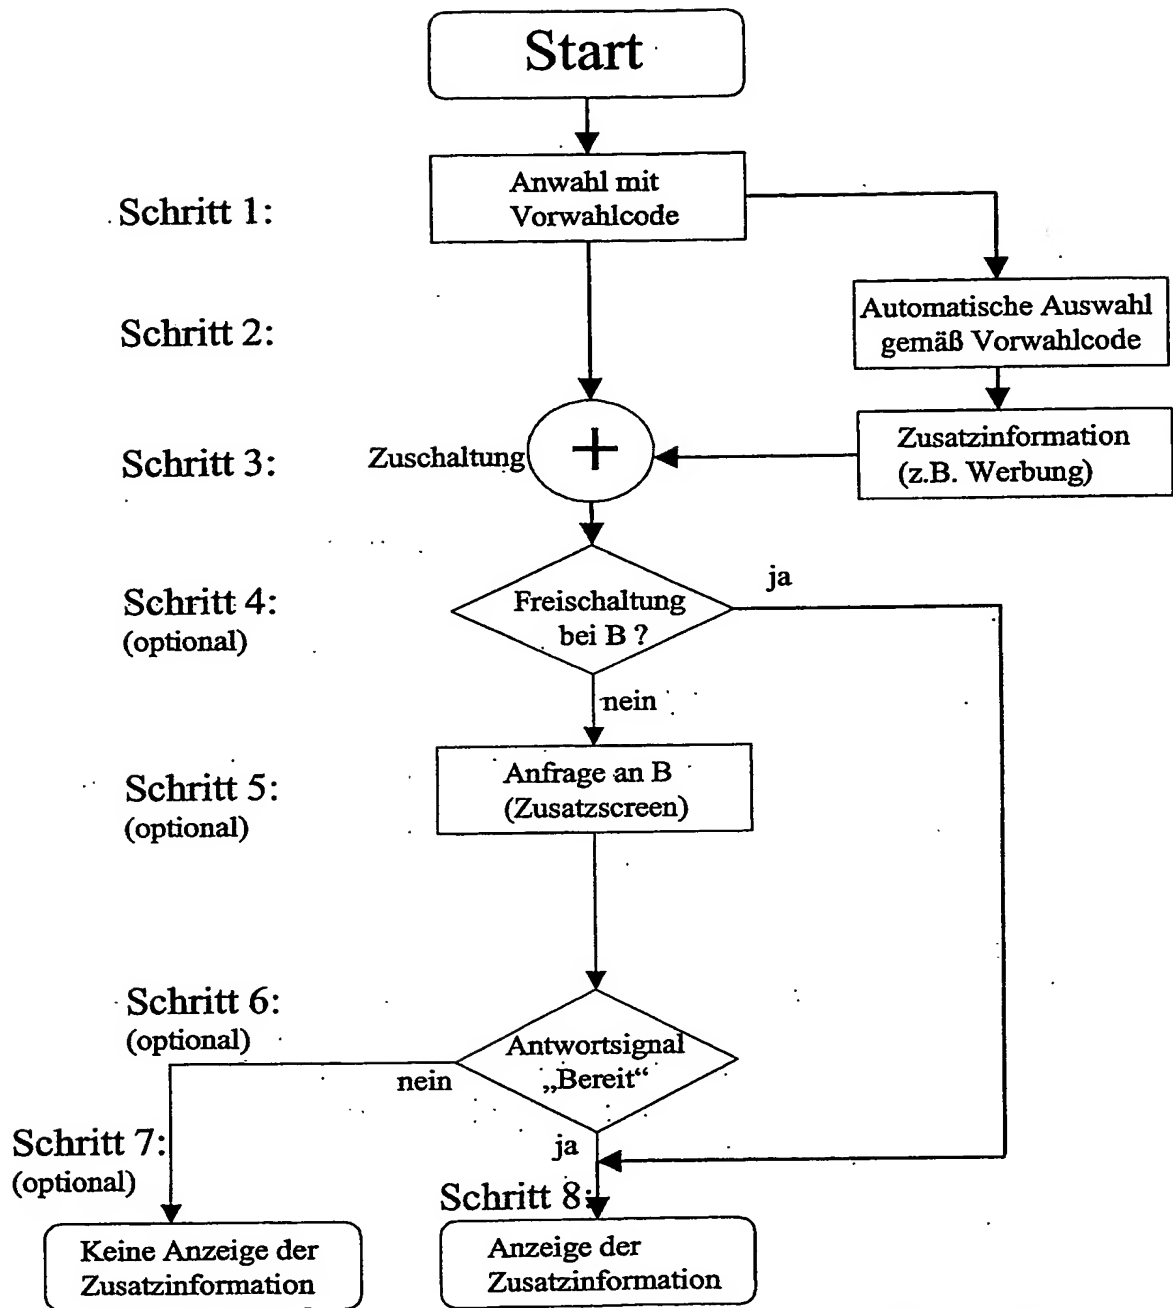 Start
Schritt 1:
Anwahl mit
Vorwahlcode
Schritt 2:
Automatische Auswahl
gemäß Vorwahlcode
Schritt 3:
Zuschaltung
+
Zusatzinformation
(z.B. Werbung)
Schritt 4:
(optional)
Freischaltung
bei B ?
ja
nein
Schritt 5:
(optional)
Anfrage an B
(Zusatzscreen)
Schritt 6:
(optional)
Antwortsignal
„Bereit“
nein
ja
Schritt 7:
(optional)
Schritt 8:
Keine Anzeige der
Zusatzinformation
Anzeige der
Zusatzinformation